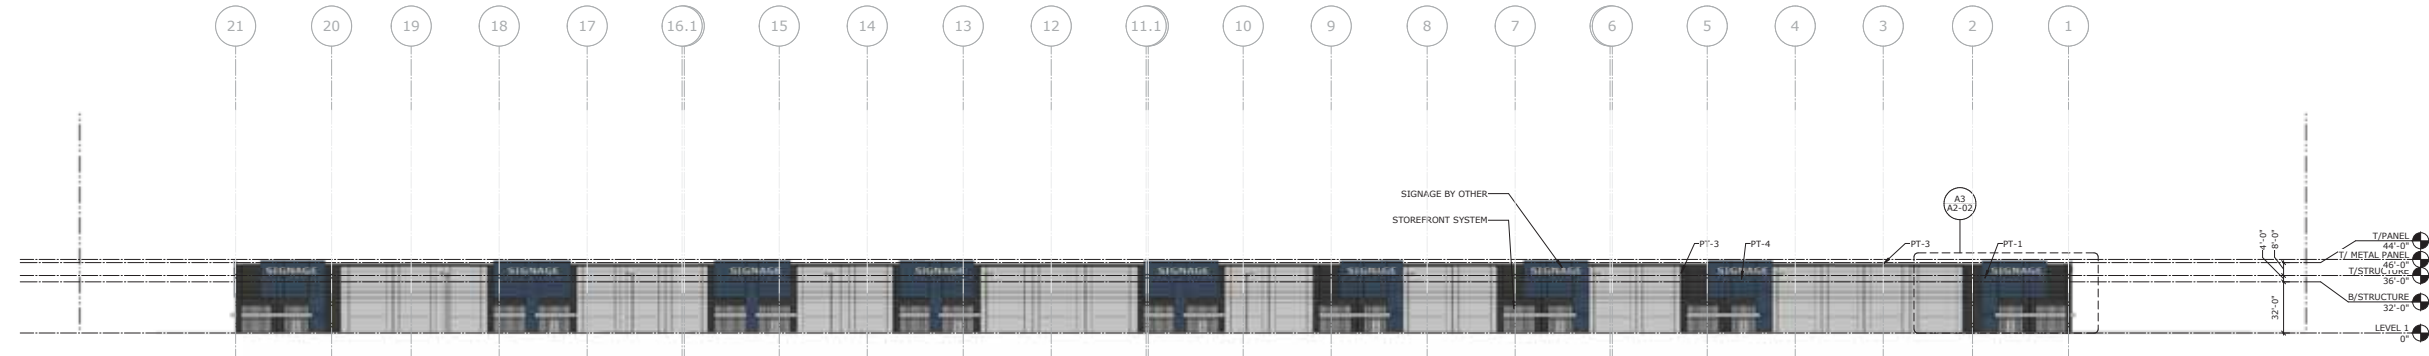 21 20 19 18 17 16.1 15 14 13 12 11.1 10 9 8 7 6 5 4 3 2 1
SIGNAGE BY OTHER
STOREFRONT SYSTEM
A3
A2-02
PT-3 PT-4 PT-3 PT-1
4'-0" 8'-0"
T/PANEL
44'-0"
T/ METAL PANEL
46'-0"
T/STRUCTURE
36'-0"
B/STRUCTURE
32'-0"
32'-0"
LEVEL 1
0"
SIGNAGE SIGNAGE SIGNAGE SIGNAGE SIGNAGE SIGNAGE SIGNAGE SIGNAGE SIGNAGE